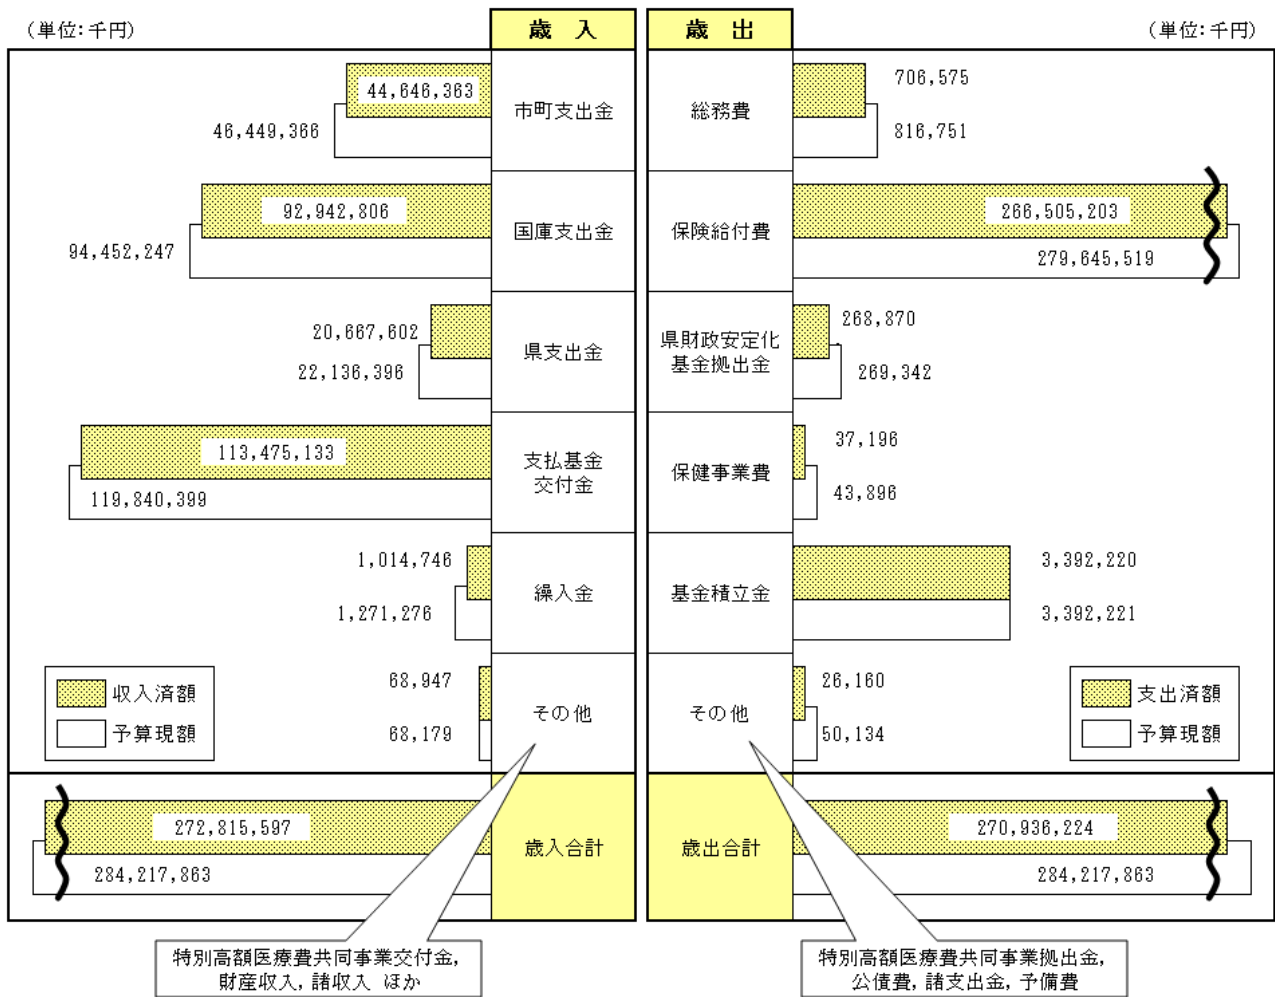 （単位：千円）
歳　入
歳　出
（単位：千円）
44,646,363
46,449,366
市町支出金
総務費
706,575
816,751
92,942,806
94,452,247
国庫支出金
保険給付費
266,505,203
279,645,519
20,667,602
22,136,396
県支出金
県財政安定化
基金拠出金
268,870
269,342
113,475,133
119,840,399
支払基金
交付金
保健事業費
37,196
43,896
1,014,746
1,271,276
繰入金
基金積立金
3,392,220
3,392,221
収入済額
予算現額
68,947
68,179
その他
その他
26,160
50,134
支出済額
予算現額
272,815,597
284,217,863
歳入合計
歳出合計
270,936,224
284,217,863
特別高額医療費共同事業交付金，
財産収入，諸収入 ほか
特別高額医療費共同事業拠出金，
公債費，諸支出金，予備費